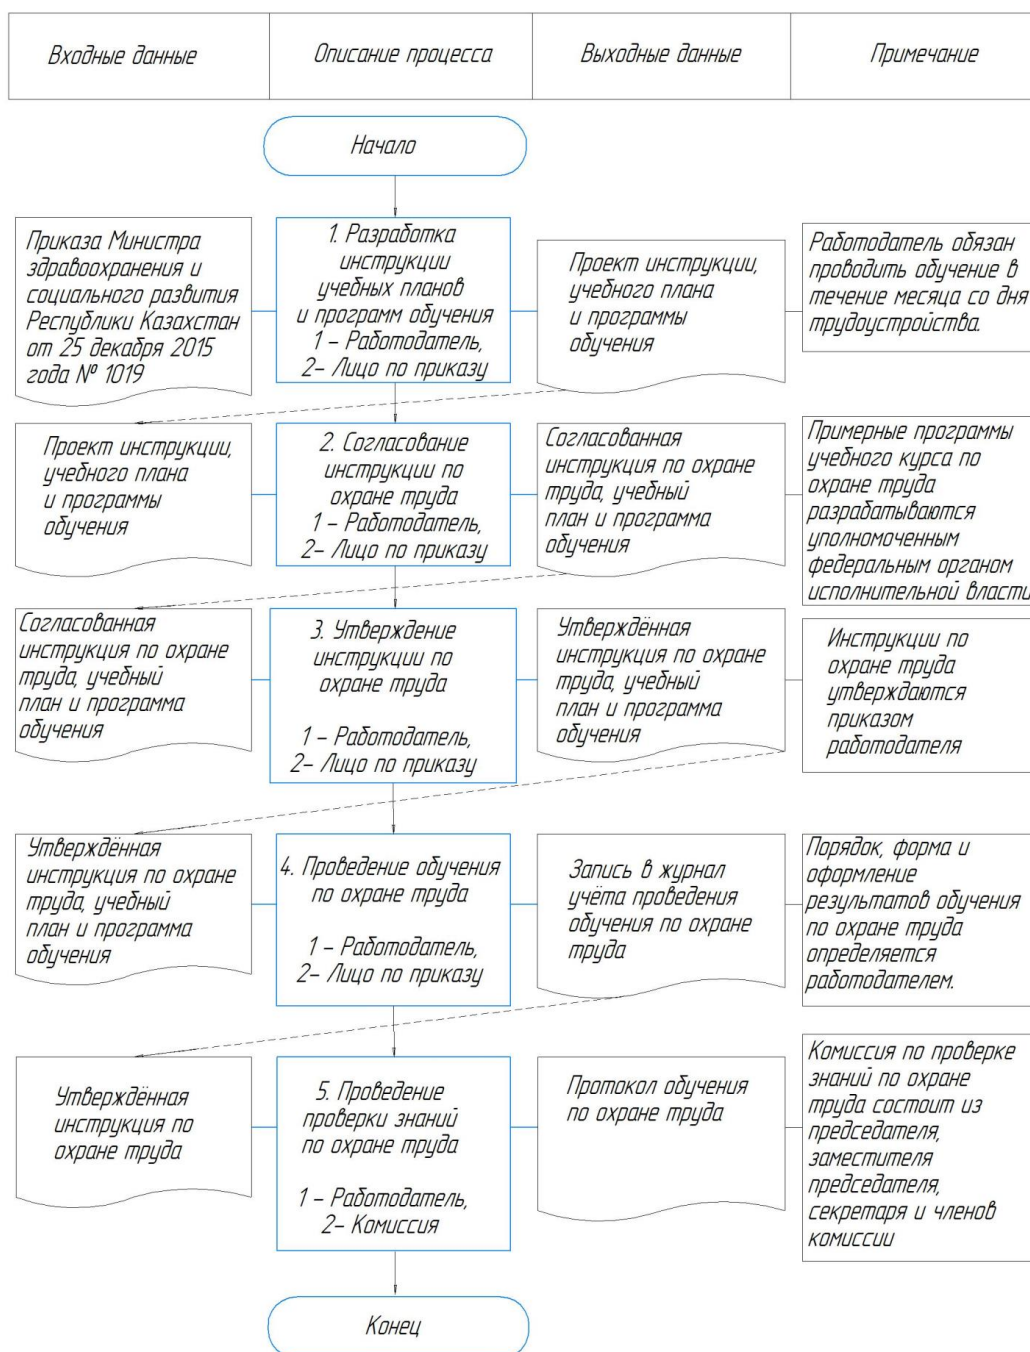 Входные данные
Описание процесса
Выходные данные
Примечание
Начало
Приказа Министра
здравоохранения и
социального развития
Республики Казахстан
от 25 декабря 2015
года № 1019
1. Разработка
инструкции
учебных планов
и программ обучения
1 – Работодатель,
2– Лицо по приказу
Проект инструкции,
учебного плана
и программы
обучения
Работодатель обязан
проводить обучение в
течение месяца со дня
трудоустройства.
Проект инструкции,
учебного плана
и программы
обучения
2. Согласование
инструкции по
охране труда
1 – Работодатель,
2– Лицо по приказу
Согласованная
инструкция по охране
труда, учебный
план и программа
обучения
Примерные программы
учебного курса по
охране труда
разрабатываются
уполномоченным
федеральным органом
исполнительной власти
Согласованная
инструкция по охране
труда, учебный
план и программа
обучения
3. Утверждение
инструкции по
охране труда
1 – Работодатель,
2– Лицо по приказу
Утверждённая
инструкция по охране
труда, учебный
план и программа
обучения
Инструкции по
охране труда
утверждаются
приказом
работодателя
Утверждённая
инструкция по охране
труда, учебный
план и программа
обучения
4. Проведение обучения
по охране труда
1 – Работодатель,
2– Лицо по приказу
Запись в журнал
учёта проведения
обучения по охране
труда
Порядок, форма и
оформление
результатов обучения
по охране труда
определяется
работодателем.
Утверждённая
инструкция по
охране труда
5. Проведение
проверки знаний
по охране труда
1 – Работодатель,
2– Комиссия
Протокол обучения
по охране труда
Комиссия по проверке
знаний по охране
труда состоит из
председателя,
заместителя
председателя,
секретаря и членов
комиссии
Конец